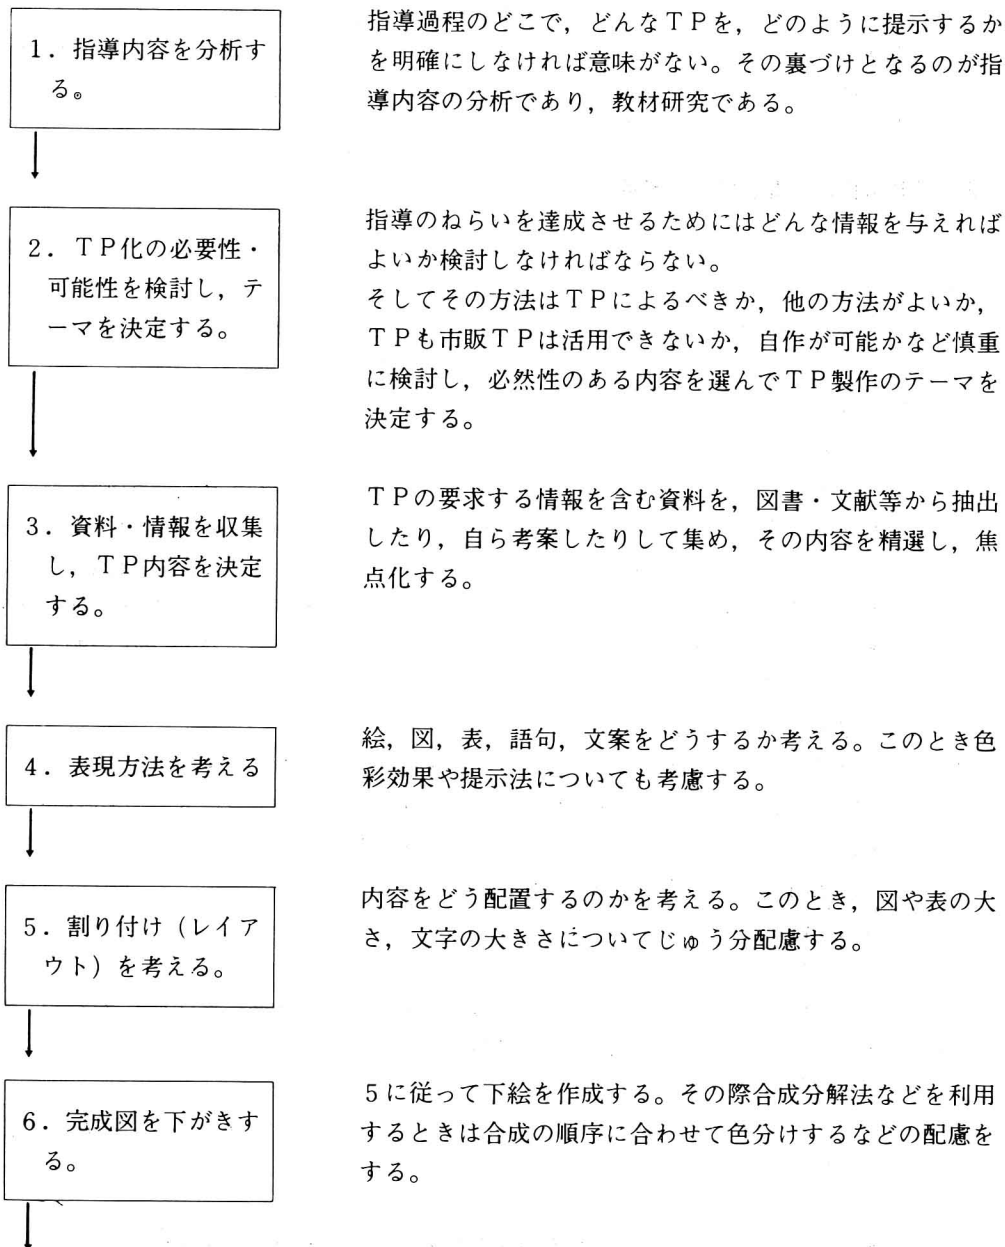 1．指導内容を分析す
る。
指導過程のどこで，どんなＴＰを，どのように提示するか
を明確にしなければ意味がない。その裏づけとなるのが指
導内容の分析であり，教材研究である。
2．ＴＰ化の必要性・
可能性を検討し，テ
ーマを決定する。
指導のねらいを達成させるためにはどんな情報を与えれば
よいか検討しなければならない。
そしてその方法はＴＰによるべきか，他の方法がよいか，
ＴＰも市販ＴＰは活用できないか，自作が可能かなど慎重
に検討し，必然性のある内容を選んでＴＰ製作のテーマを
決定する。
3．資料・情報を収集
し，ＴＰ内容を決定
する。
ＴＰの要求する情報を含む資料を，図書・文献等から抽出
したり，自ら考案したりして集め，その内容を精選し，焦
点化する。
4．表現方法を考える
絵，図，表，語句，文案をどうするか考える。このとき色
彩効果や提示法についても考慮する。
5．割り付け（レイア
ウト）を考える。
内容をどう配置するのかを考える。このとき，図や表の大
さ，文字の大きさについてじゅう分配慮する。
6．完成図を下がきす
る。
5に従って下絵を作成する。その際合成分解法などを利用
するときは合成の順序に合わせて色分けするなどの配慮を
する。